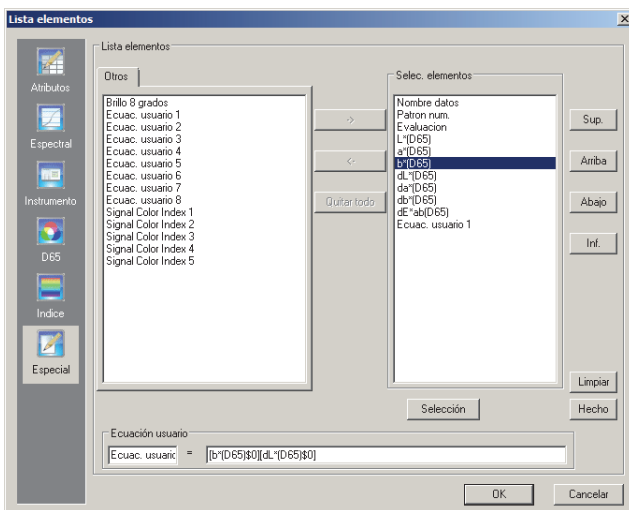 Lista elementos
X
Lista elementos
Atributos
Espectral
Instrumento
D65
Indice
Especial
Otros
Brillo 8 grados
Ecuac. usuario 1
Ecuac. usuario 2
Ecuac. usuario 3
Ecuac. usuario 4
Ecuac. usuario 5
Ecuac. usuario 6
Ecuac. usuario 7
Ecuac. usuario 8
Signal Color Index 1
Signal Color Index 2
Signal Color Index 3
Signal Color Index 4
Signal Color Index 5
->
<-
Quitar todo
Selec. elementos
Nombre datos
Patron num.
Evaluacion
L*(D65)
a*(D65)
b*(D65)
dL*(D65)
da*(D65)
db*(D65)
dE*ab(D65)
Ecuac. usuario 1
Sup.
Arriba
Abajo
Inf.
Limpiar
Selección
Hecho
Ecuación usuario
Ecuac. usuaric = [b*(D65)$0][dL*(D65)$0]
OK
Cancelar